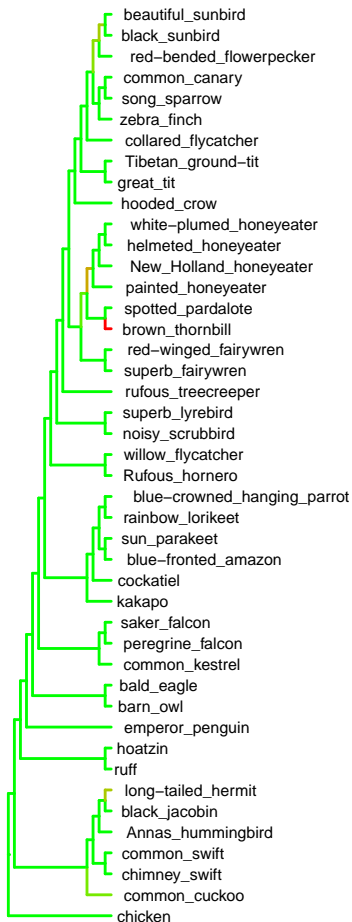 beautiful_sunbird
black_sunbird
red−bended_flowerpecker
common_canary
song_sparrow
zebra_finch
collared_flycatcher
Tibetan_ground−tit
great_tit
hooded_crow
white−plumed_honeyeater
helmeted_honeyeater
New_Holland_honeyeater
painted_honeyeater
spotted_pardalote
brown_thornbill
red−winged_fairywren
superb_fairywren
rufous_treecreeper
superb_lyrebird
noisy_scrubbird
willow_flycatcher
Rufous_hornero
blue−crowned_hanging_parrot
rainbow_lorikeet
sun_parakeet
blue−fronted_amazon
cockatiel
kakapo
saker_falcon
peregrine_falcon
common_kestrel
bald_eagle
barn_owl
emperor_penguin
hoatzin
ruff
long−tailed_hermit
black_jacobin
Annas_hummingbird
common_swift
chimney_swift
common_cuckoo
chicken